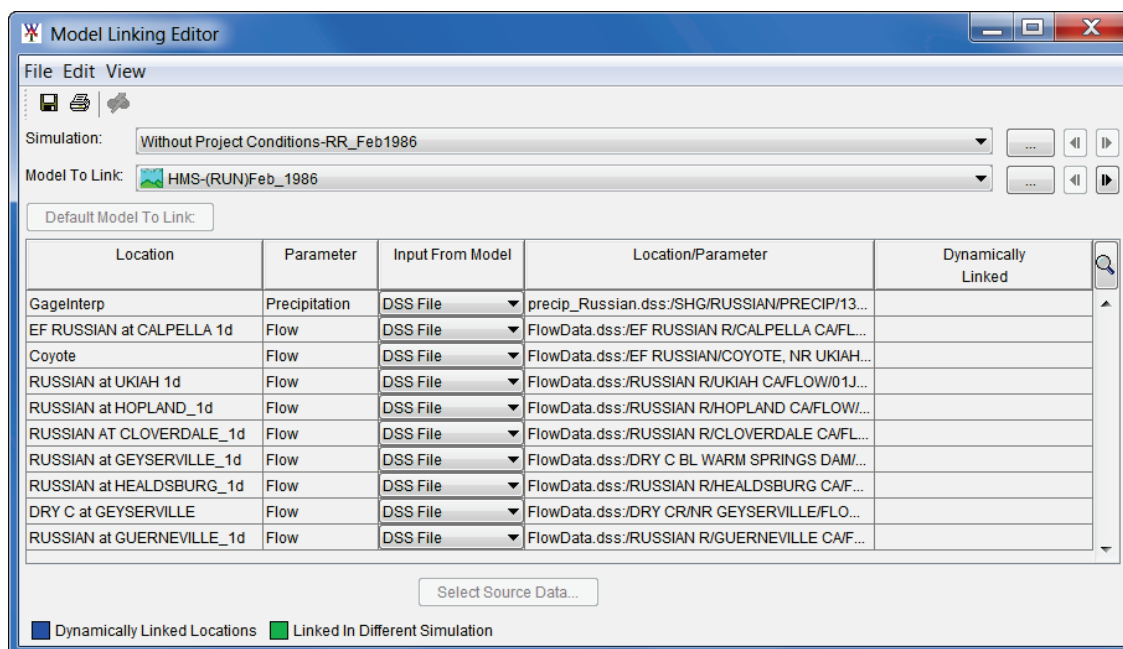 Model Linking Editor
File Edit View
Simulation: Without Project Conditions-RR_Feb1986 ...
Model To Link: HMS-(RUN)Feb_1986 ...
Default Model To Link:
Location Parameter Input From Model Location/Parameter Dynamically Linked
GageInterp Precipitation DSS File precip_Russian.dss:/SHG/RUSSIAN/PRECIP/13...
EF RUSSIAN at CALPELLA 1d Flow DSS File FlowData.dss:/EF RUSSIAN R/CALPELLA CA/FL...
Coyote Flow DSS File FlowData.dss:/EF RUSSIAN/COYOTE, NR UKIAH...
RUSSIAN at UKIAH 1d Flow DSS File FlowData.dss:/RUSSIAN R/UKIAH CA/FLOW/01J...
RUSSIAN at HOPLAND_1d Flow DSS File FlowData.dss:/RUSSIAN R/HOPLAND CA/FLOW/...
RUSSIAN AT CLOVERDALE_1d Flow DSS File FlowData.dss:/RUSSIAN R/CLOVERDALE CA/FL...
RUSSIAN at GEYSERVILLE_1d Flow DSS File FlowData.dss:/DRY C BL WARM SPRINGS DAM/...
RUSSIAN at HEALDSBURG_1d Flow DSS File FlowData.dss:/RUSSIAN R/HEALDSBURG CA/F...
DRY C at GEYSERVILLE Flow DSS File FlowData.dss:/DRY CR/NR GEYSERVILLE/FLO...
RUSSIAN at GUERNEVILLE_1d Flow DSS File FlowData.dss:/RUSSIAN R/GUERNEVILLE CA/F...
Select Source Data...
Dynamically Linked Locations Linked In Different Simulation